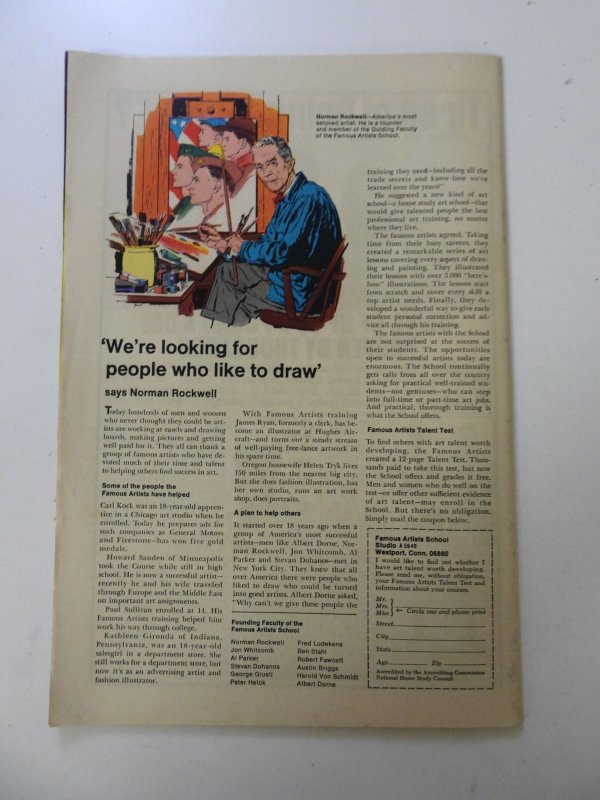 Norman Rockwell—America's most
beloved artist. He is a founder
and member of the Guiding Faculty
of the Famous Artists School.
'We're looking for
people who like to draw'
says Norman Rockwell
Today hundreds of men and women
who never thought they could be art-
ists are working at easels and drawing
boards, making pictures and getting
well paid for it. They all can thank a
group of famous artists who have de-
voted much of their time and talent
to helping others find success in art.
Some of the people the
Famous Artists have helped
Carl Kock was an 18-year-old appren-
tice in a Chicago art studio when he
enrolled. Today he prepares ads for
such companies as General Motors
and Firestone—has won five gold
medals.
Howard Sanden of Minneapolis
took the Course while still in high
school. He is now a successful artist—
recently he and his wife traveled
through Europe and the Middle East
on important art assignments.
Paul Sullivan enrolled at 14. His
Famous Artists training helped him
work his way through college.
Kathleen Gironda of Indiana,
Pennsylvania, was an 18-year-old
salesgirl in a department store. She
still works for a department store, but
now it's as an advertising artist and
fashion illustrator.
With Famous Artists training
James Ryan, formerly a clerk, has be-
come an illustrator at Hughes Air-
craft—and turns out a steady stream
of well-paying free-lance artwork in
his spare time.
Oregon housewife Helen Tryk lives
150 miles from the nearest big city.
But she does fashion illustration, has
her own studio, runs an art work
shop, does portraits.
A plan to help others
It started over 18 years ago when a
group of America's most successful
artists—men like Albert Dorne, Nor-
man Rockwell, Jon Whitcomb, Al
Parker and Stevan Dohanos—met in
New York City. They knew that all
over America there were people who
liked to draw who could be turned
into good artists. Albert Dorne asked,
"Why can't we give these people the
Founding Faculty of the
Famous Artists School
Norman Rockwell
Jon Whitcomb
Al Parker
Stevan Dohanos
George Giusti
Peter Helck
Fred Ludekens
Ben Stahl
Robert Fawcett
Austin Briggs
Harold Von Schmidt
Albert Dorne
training they need—including all the
trade secrets and know-how we've
learned over the years?"
He suggested a new kind of art
school—a home study art school—that
would give talented people the best
professional art training, no matter
where they live.
The famous artists agreed. Taking
time from their busy careers, they
created a remarkable series of art
lessons covering every aspect of draw-
ing and painting. They illustrated
their lessons with over 5,000 "here's-
how" illustrations. The lessons start
from scratch and cover every skill a
top artist needs. Finally, they de-
veloped a wonderful way to give each
student personal correction and ad-
vice all through his training.
The famous artists with the School
are not surprised at the success of
their students. The opportunities
open to successful artists today are
enormous. The School continually
gets calls from all over the country
asking for practical well-trained stu-
dents—not geniuses—who can step
into full-time or part-time art jobs.
And practical, thorough training is
what the School offers.
Famous Artists Talent Test
To find others with art talent worth
developing, the Famous Artists
created a 12-page Talent Test. Thou-
sands paid to take this test, but now
the School offers and grades it free.
Men and women who do well on the
test—or offer other sufficient evidence
of art talent—may enroll in the
School. But there's no obligation.
Simply mail the coupon below.
Famous Artists School
Studio
Westport, Conn. 06880
I would like to find out whether I
have art talent worth developing.
Please send me, without obligation,
your Famous Artists Talent Test and
information about your courses.
Mr.
Mrs.
Miss ← Circle one and please print
Street
City
State
Age Zip
Accredited by the Accrediting Commission
National Home Study Council